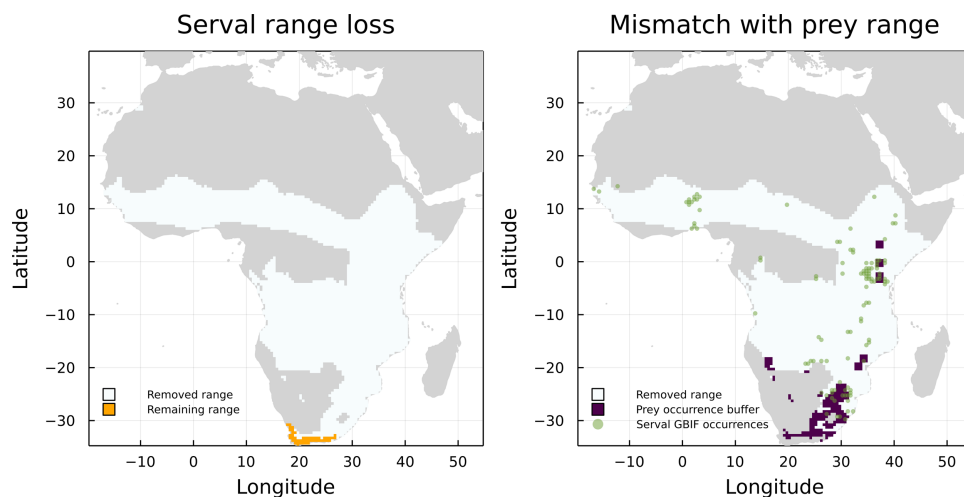 Serval range loss
Mismatch with prey range
Latitude
30
20
10
0
−10
−20
−30
Removed range
Remaining range
−10 0 10 20 30 40 50
Longitude
Latitude
30
20
10
0
−10
−20
−30
Removed range
Prey occurrence buffer
Serval GBIF occurrences
−10 0 10 20 30 40 50
Longitude